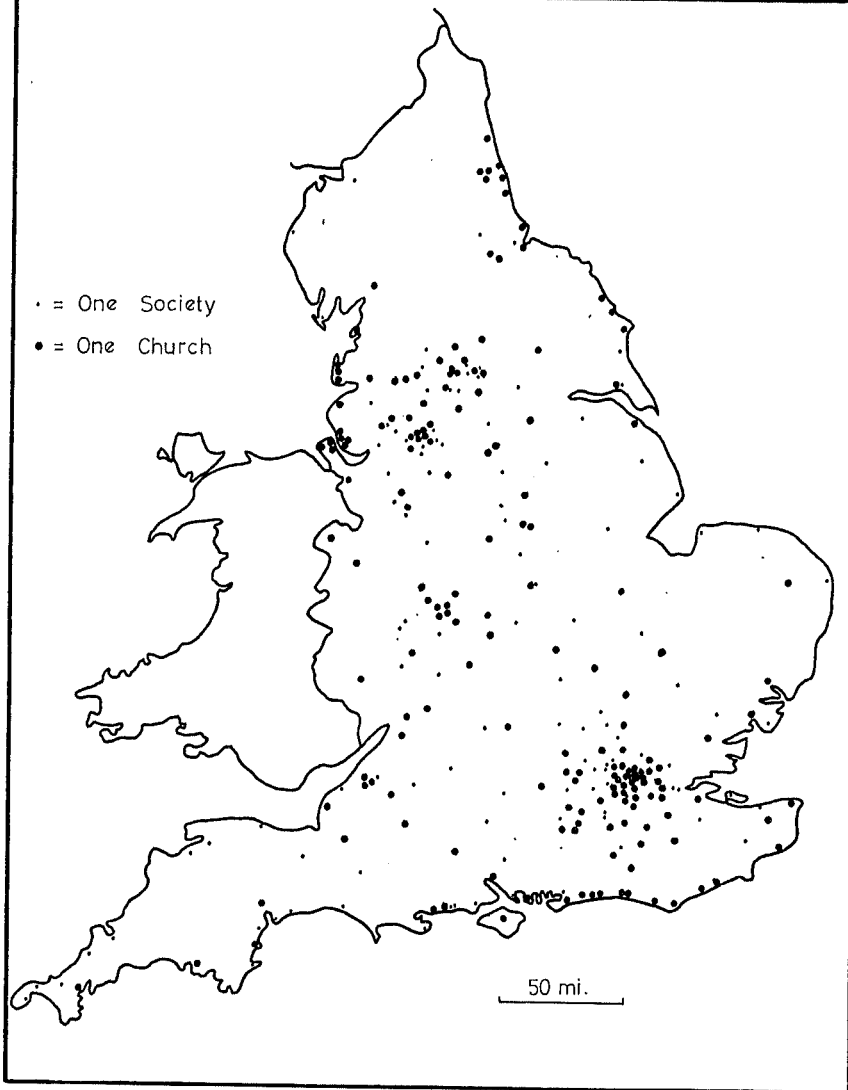 · = One Society
• = One Church
50 mi.